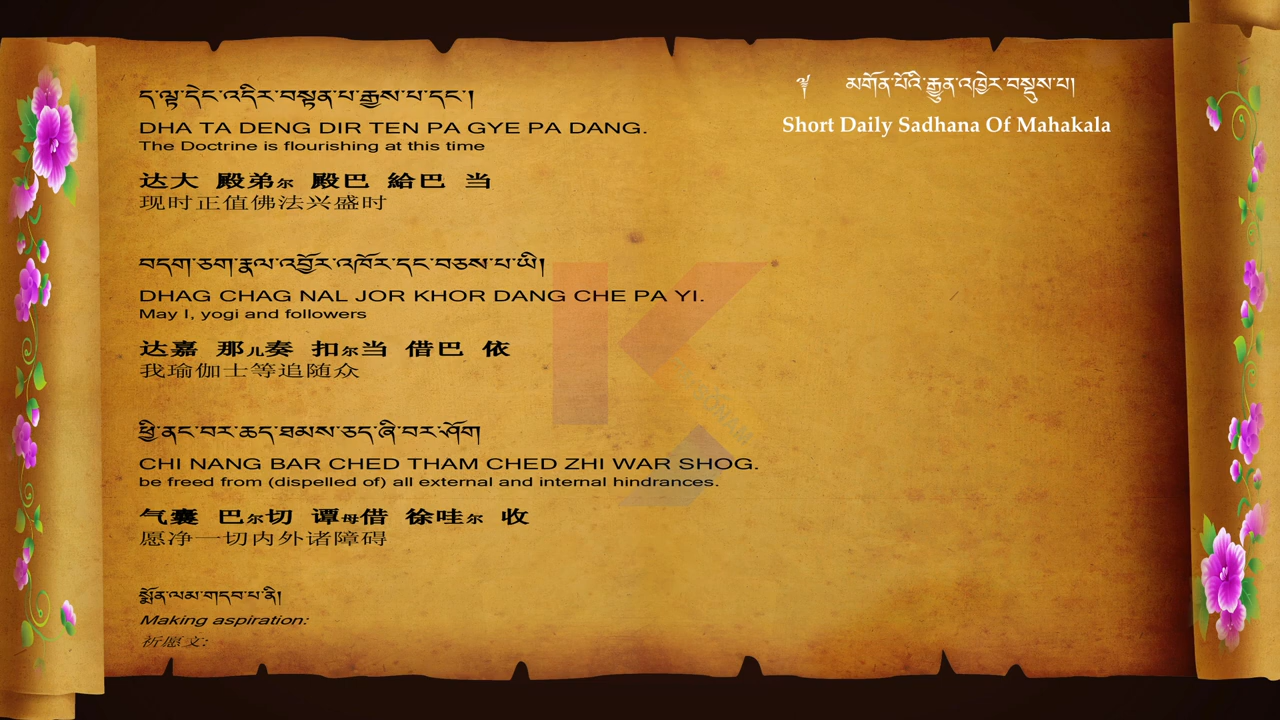 ༄ མགོན་པོའི་རྒྱུན་འཁྱེར་བསྡུས་པ།
Short Daily Sadhana Of Mahakala
ད་ལྟ་དེང་འདིར་བསྟན་པ་རྒྱས་པ་དང་།
DHA TA DENG DIR TEN PA GYE PA DANG.
The Doctrine is flourishing at this time
达大 殿弟尔 殿巴 給巴 当
现时正值佛法兴盛时
བདག་ཅག་རྣལ་འབྱོར་འཁོར་དང་བཅས་པ་ཡི།
DHAG CHAG NAL JOR KHOR DANG CHE PA YI.
May I, yogi and followers
达嘉 那儿奏 扣尔当 借巴 依
我瑜伽士等追随众
ཕྱི་ནང་བར་ཆད་ཐམས་ཅད་ཞི་བར་ཤོག
CHI NANG BAR CHED THAM CHED ZHI WAR SHOG.
be freed from (dispelled of) all external and internal hindrances.
气囊 巴尔切 谭母借 徐哇尔 收
愿净一切内外诸障碍
སྨོན་ལམ་གདབ་པ་ནི།
Making aspiration:
祈愿文: